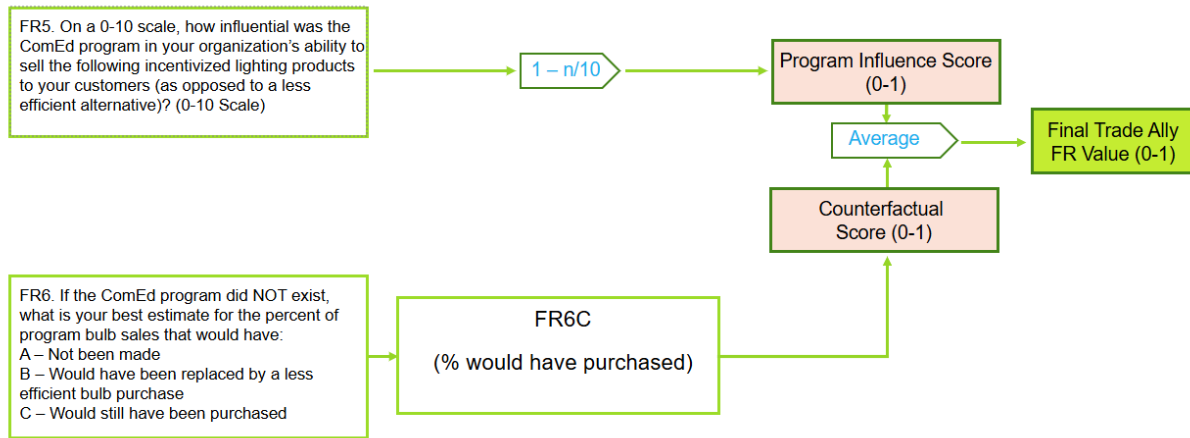 FR5. On a 0-10 scale, how influential was the
ComEd program in your organization's ability to
sell the following incentivized lighting products
to your customers (as opposed to a less
efficient alternative)? (0-10 Scale)
1 – n/10
Program Influence Score
(0-1)
Average
Final Trade Ally
FR Value (0-1)
Counterfactual
Score (0-1)
FR6. If the ComEd program did NOT exist,
what is your best estimate for the percent of
program bulb sales that would have:
A – Not been made
B – Would have been replaced by a less
efficient bulb purchase
C – Would still have been purchased
FR6C
(% would have purchased)